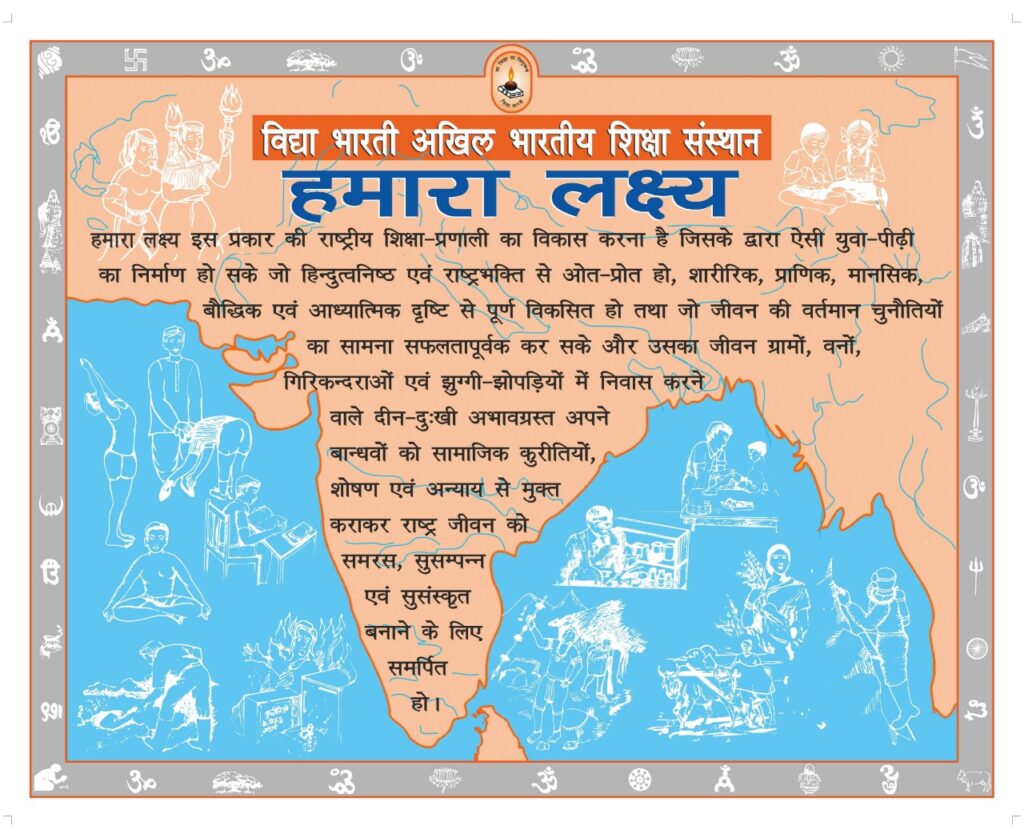 विद्या भारती अखिल भारतीय शिक्षा संस्थान
हमारा लक्ष्य
हमारा लक्ष्य इस प्रकार की राष्ट्रीय शिक्षा-प्रणाली का विकास करना है जिसके द्वारा ऐसी युवा-पीढ़ी
का निर्माण हो सके जो हिन्दुत्वनिष्ठ एवं राष्ट्रभक्ति से ओत-प्रोत हो, शारीरिक, प्राणिक, मानसिक,
बौद्धिक एवं आध्यात्मिक दृष्टि से पूर्ण विकसित हो तथा जो जीवन की वर्तमान चुनौतियों
का सामना सफलतापूर्वक कर सके और उसका जीवन ग्रामों, वनों,
गिरिकन्दराओं एवं झुग्गी-झोपड़ियों में निवास करने
वाले दीन-दुःखी अभावग्रस्त अपने
बान्धवों को सामाजिक कुरीतियों,
शोषण एवं अन्याय से मुक्त
कराकर राष्ट्र जीवन को
समरस, सुसम्पन्न
एवं सुसंस्कृत
बनाने के लिए
समर्पित
हो।